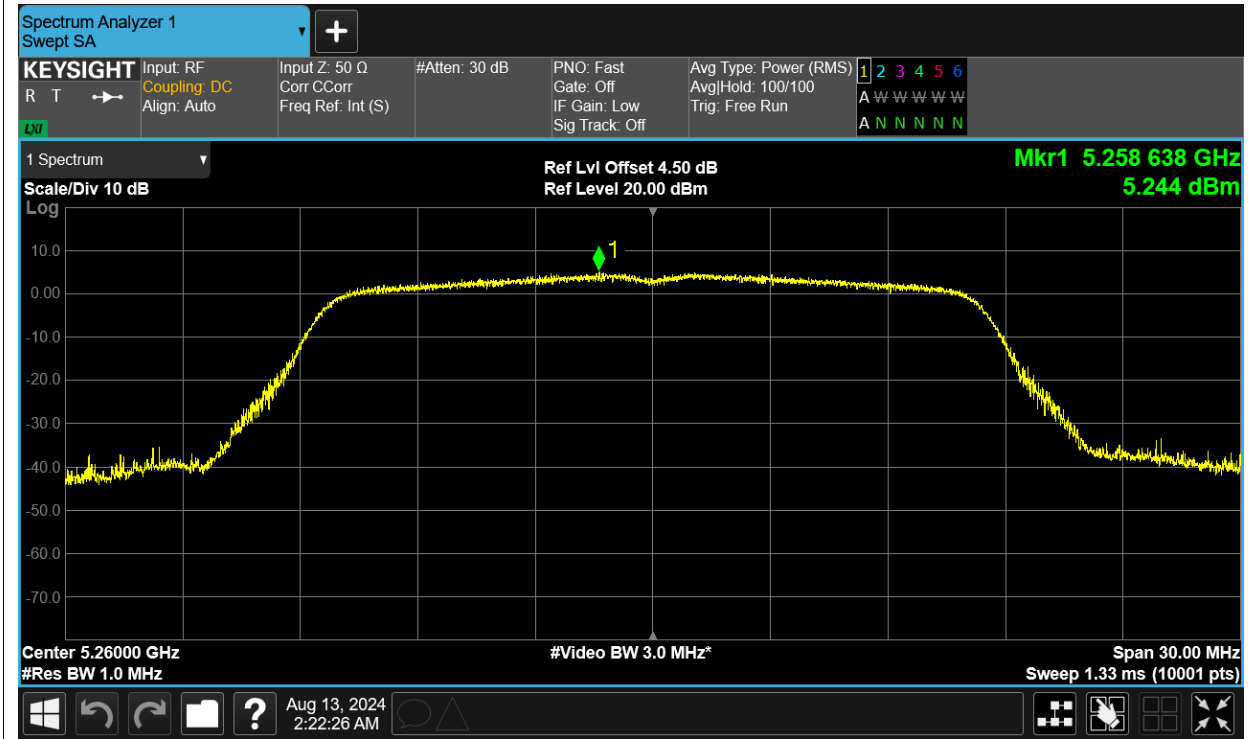 Spectrum Analyzer 1
Swept SA
KEYSIGHT
R T
LXI
Input: RF
Coupling: DC
Align: Auto
Input Z: 50 Ω
Corr CCorr
Freq Ref: Int (S)
#Atten: 30 dB
PNO: Fast
Gate: Off
IF Gain: Low
Sig Track: Off
Avg Type: Power (RMS)
Avg|Hold: 100/100
Trig: Free Run
1 2 3 4 5 6
A W W W W W
A N N N N N
1 Spectrum
Scale/Div 10 dB
Log
Ref Lvl Offset 4.50 dB
Ref Level 20.00 dBm
Mkr1 5.258 638 GHz
5.244 dBm
1
10.0
0.00
-10.0
-20.0
-30.0
-40.0
-50.0
-60.0
-70.0
Center 5.26000 GHz
#Video BW 3.0 MHz*
Span 30.00 MHz
#Res BW 1.0 MHz
Sweep 1.33 ms (10001 pts)
?
Aug 13, 2024
2:22:26 AM